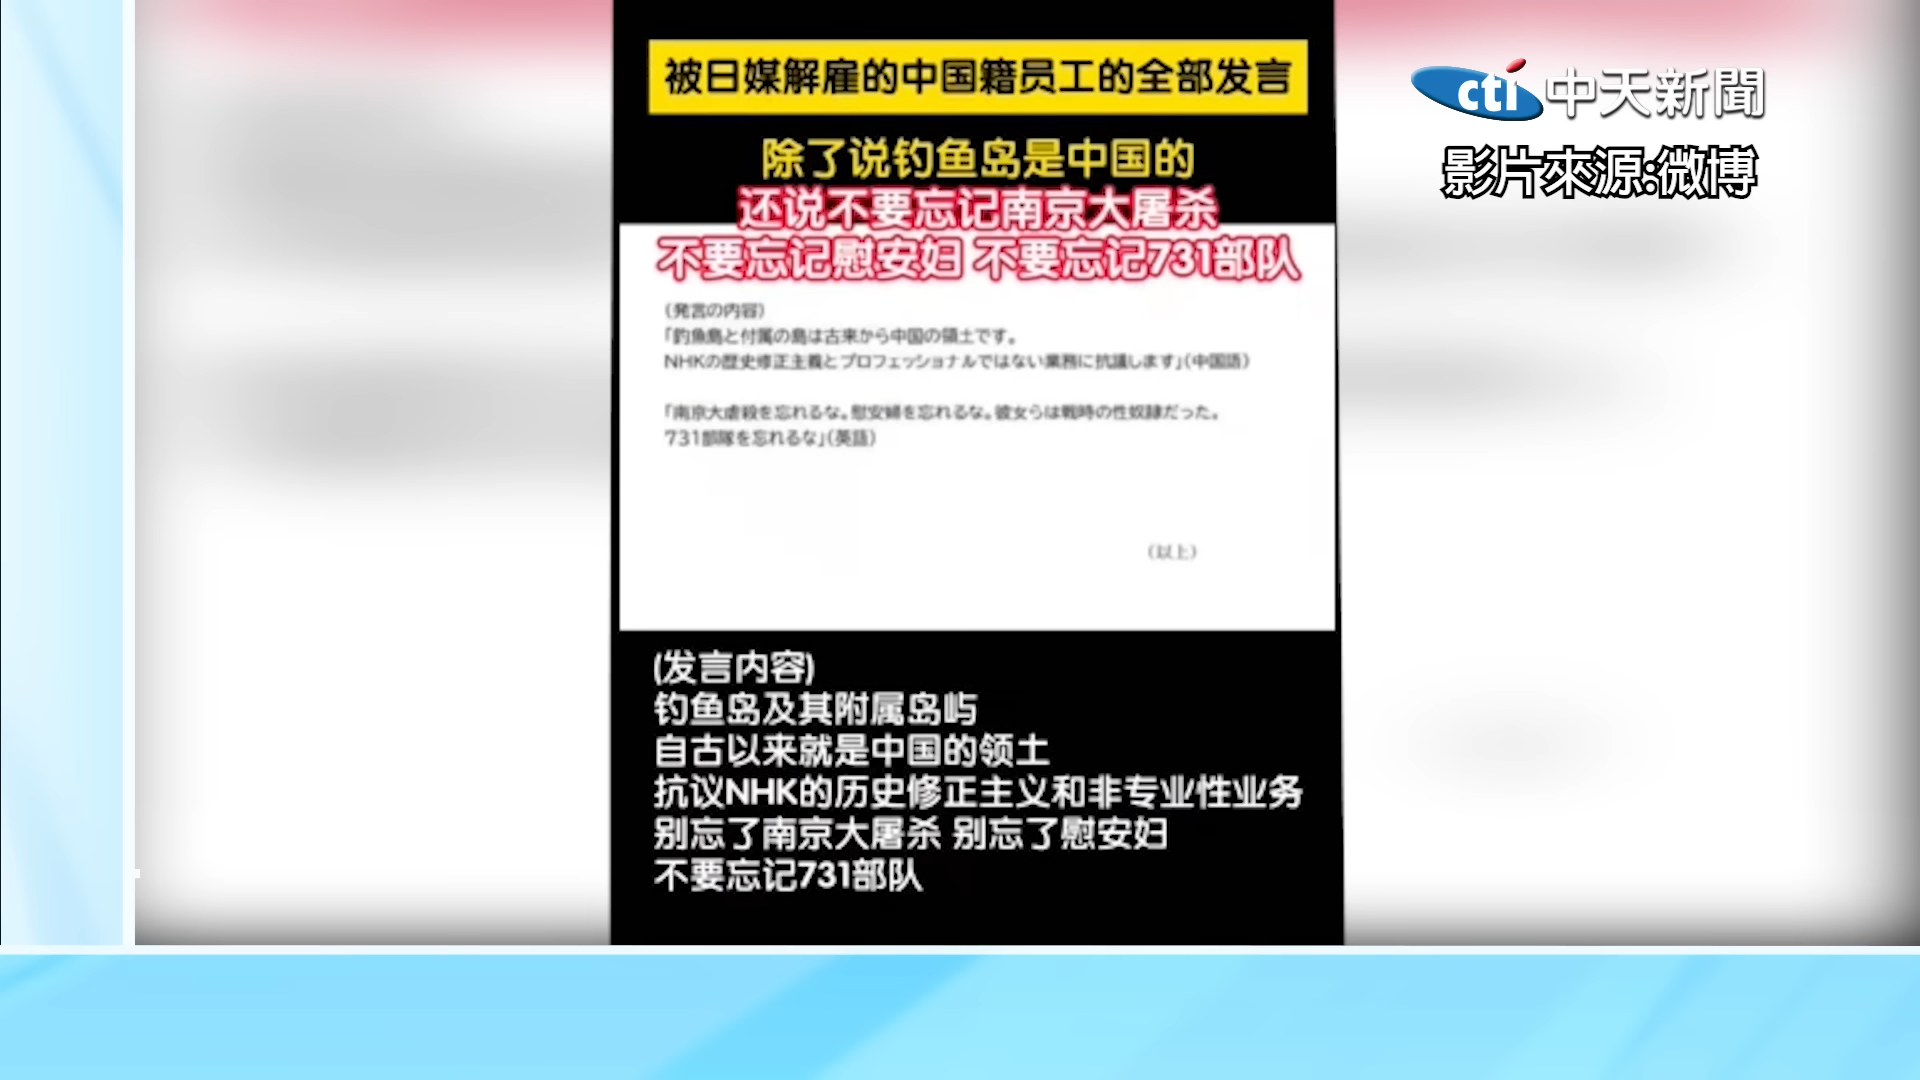 被日媒解雇的中国籍员工的全部发言
cti 中天新聞
影片來源:微博
除了说钓鱼岛是中国的
还说不要忘记南京大屠杀
不要忘记慰安妇 不要忘记731部队
(発言の内容)
「釣魚島と付属の島は古来から中国の領土です。
NHKの歴史修正主義とプロフェッショナルではない業務に抗議します」(中国語)
「南京大虐殺を忘れるな。慰安婦を忘れるな。彼女らは戦時の性奴隷だった。
731部隊を忘れるな」(英語)
(以上)
(发言内容)
钓鱼岛及其附属岛屿
自古以来就是中国的领土
抗议NHK的历史修正主义和非专业性业务
别忘了南京大屠杀 别忘了慰安妇
不要忘记731部队